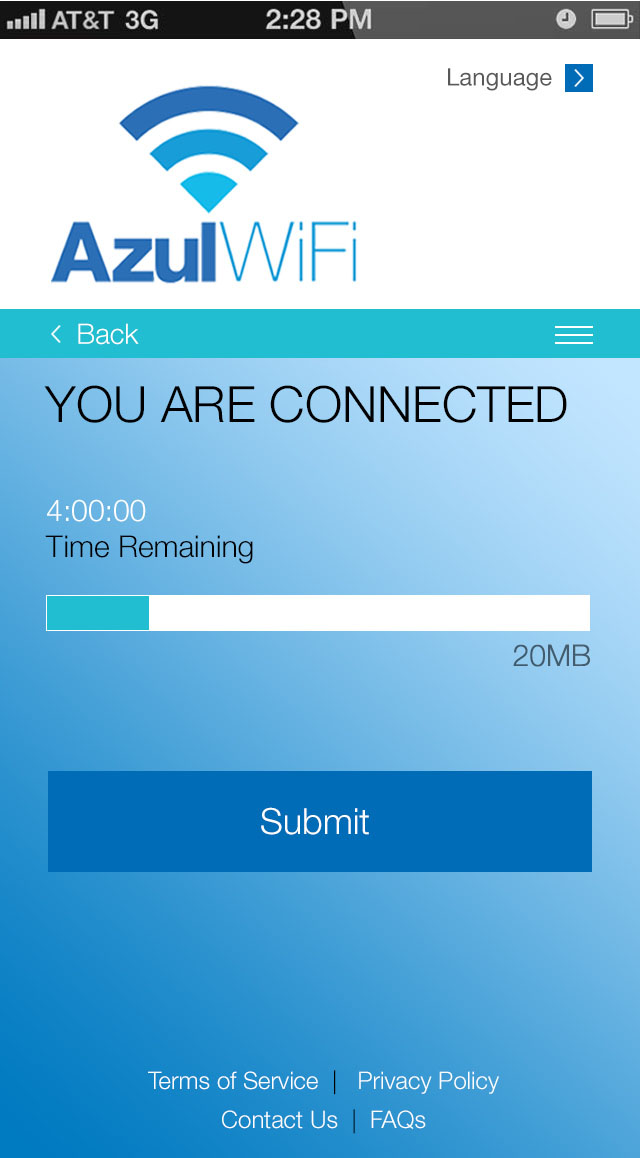 AT&T 3G 2:28 PM
Language
AzulWiFi
Back
YOU ARE CONNECTED
4:00:00
Time Remaining
20MB
Submit
Terms of Service | Privacy Policy
Contact Us | FAQs